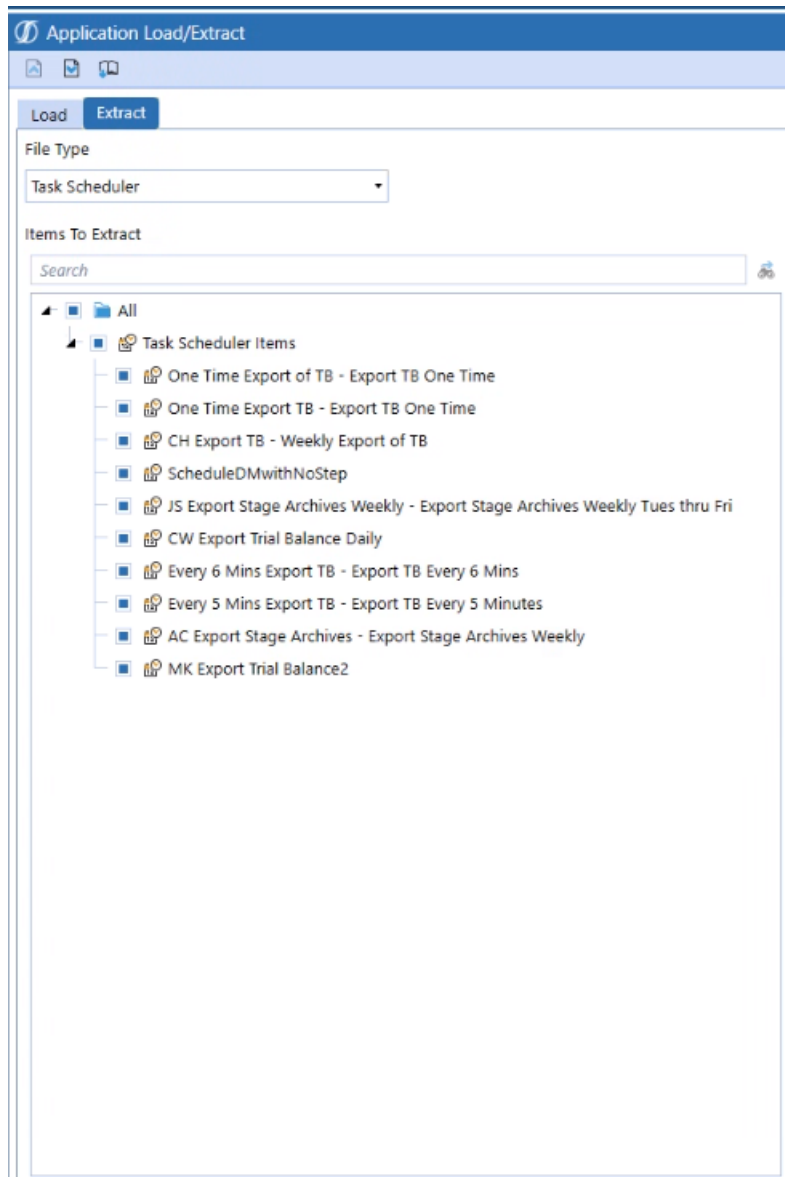 Application Load/Extract
Load
Extract
File Type
Task Scheduler
Items To Extract
Search
All
Task Scheduler Items
One Time Export of TB - Export TB One Time
One Time Export TB - Export TB One Time
CH Export TB - Weekly Export of TB
ScheduleDMwithNoStep
JS Export Stage Archives Weekly - Export Stage Archives Weekly Tues thru Fri
CW Export Trial Balance Daily
Every 6 Mins Export TB - Export TB Every 6 Mins
Every 5 Mins Export TB - Export TB Every 5 Minutes
AC Export Stage Archives - Export Stage Archives Weekly
MK Export Trial Balance2